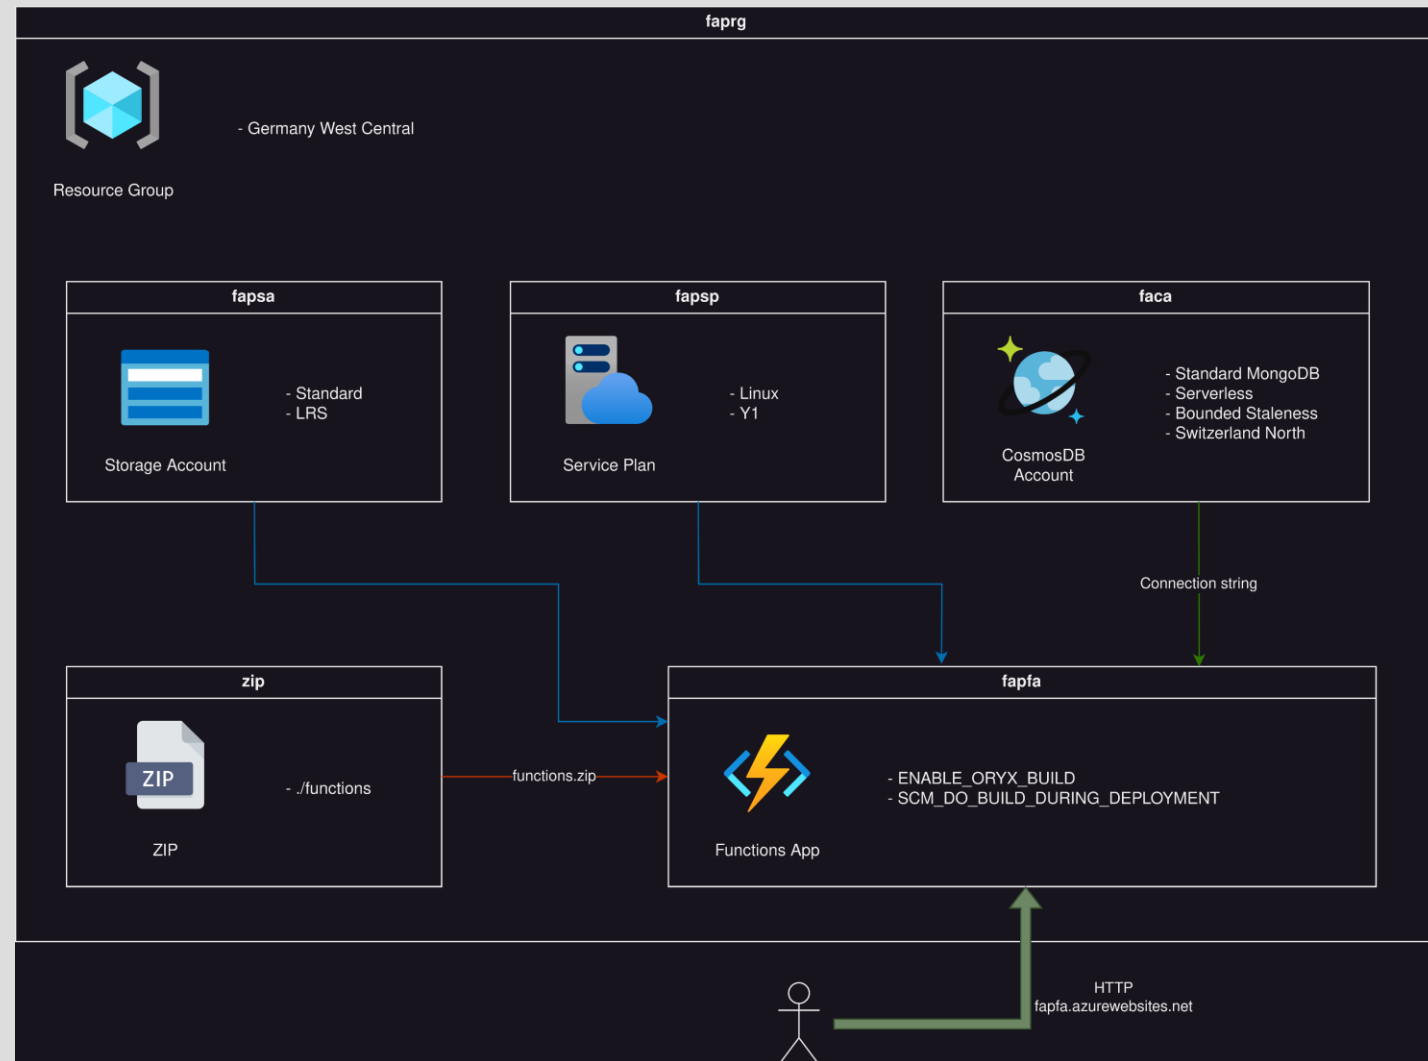 faprg
- Germany West Central
Resource Group
fapsa
- Standard
- LRS
Storage Account
fapsp
- Linux
- Y1
Service Plan
faca
- Standard MongoDB
- Serverless
- Bounded Staleness
- Switzerland North
CosmosDB
Account
Connection string
zip
ZIP
- ./functions
ZIP
functions.zip
fapfa
- ENABLE_ORYX_BUILD
- SCM_DO_BUILD_DURING_DEPLOYMENT
Functions App
HTTP
fapfa.azurewebsites.net